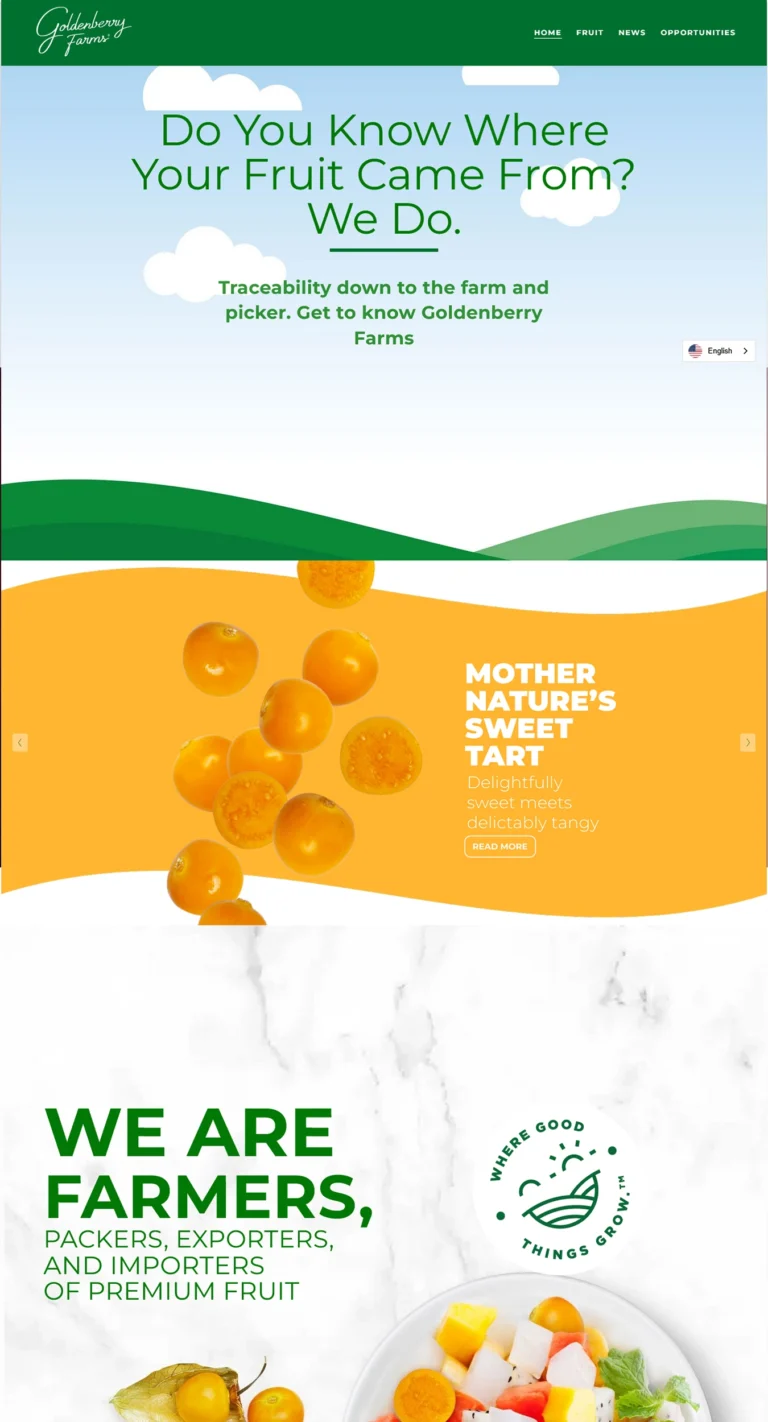 Goldenberry
Farms
HOME FRUIT NEWS OPPORTUNITIES
Do You Know Where
Your Fruit Came From?
We Do.
Traceability down to the farm and
picker. Get to know Goldenberry
Farms
English
MOTHER
NATURE’S
SWEET
TART
Delightfully
sweet meets
delictably tangy
READ MORE
WE ARE
FARMERS,
PACKERS, EXPORTERS,
AND IMPORTERS
OF PREMIUM FRUIT
WHERE GOOD
THINGS GROW.™